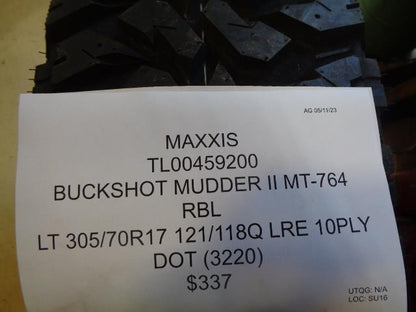 AG 05/11/23
MAXXIS
TL00459200
BUCKSHOT MUDDER II MT-764
RBL
LT 305/70R17 121/118Q LRE 10PLY
DOT (3220)
$337
UTQG: N/A
LOC: SU16